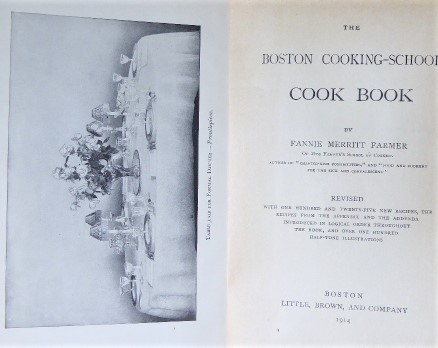 TABLE LAID FOR FORMAL DINNER.—Frontispiece.
THE
BOSTON COOKING-SCHOOL
COOK BOOK
BY
FANNIE MERRITT FARMER
OF MISS FARMER'S SCHOOL OF COOKERY;
AUTHOR OF "CHAFING-DISH POSSIBILITIES," AND "FOOD AND COOKERY
FOR THE SICK AND CONVALESCENT."
REVISED
WITH ONE HUNDRED AND TWENTY-FIVE NEW RECIPES, THE
RECIPES FROM THE APPENDIX AND THE ADDENDA
INTRODUCED IN LOGICAL ORDER THROUGHOUT
THE BOOK, AND OVER ONE HUNDRED
HALF-TONE ILLUSTRATIONS
BOSTON
LITTLE, BROWN, AND COMPANY
1914